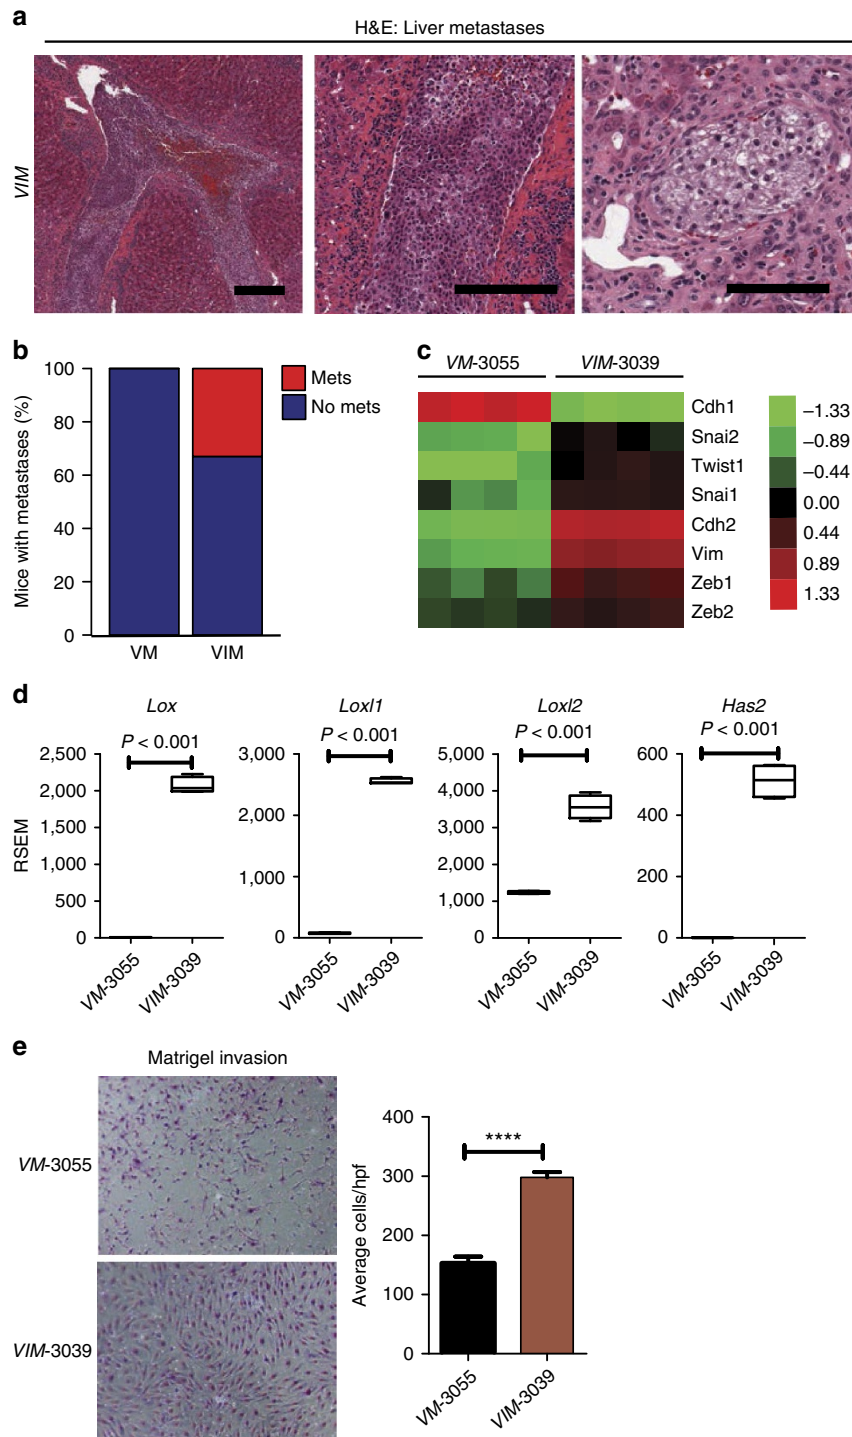 a
H&E: Liver metastases
VIM
b
Mice with metastases (%)
100
80
60
40
20
0
VM
VIM
Mets
No mets
c
VM-3055
VIM-3039
Cdh1
Snai2
Twist1
Snai1
Cdh2
Vim
Zeb1
Zeb2
–1.33
–0.89
–0.44
0.00
0.44
0.89
1.33
d
RSEM
Lox
P < 0.001
2,500
2,000
1,500
1,000
500
0
VM-3055
VIM-3039
Loxl1
P < 0.001
3,000
2,000
1,000
0
VM-3055
VIM-3039
Loxl2
P < 0.001
5,000
4,000
3,000
2,000
1,000
0
VM-3055
VIM-3039
Has2
P < 0.001
600
400
200
0
VM-3055
VIM-3039
e
Matrigel invasion
VM-3055
VIM-3039
Average cells/hpf
400
300
200
100
0
****
VM-3055
VIM-3039